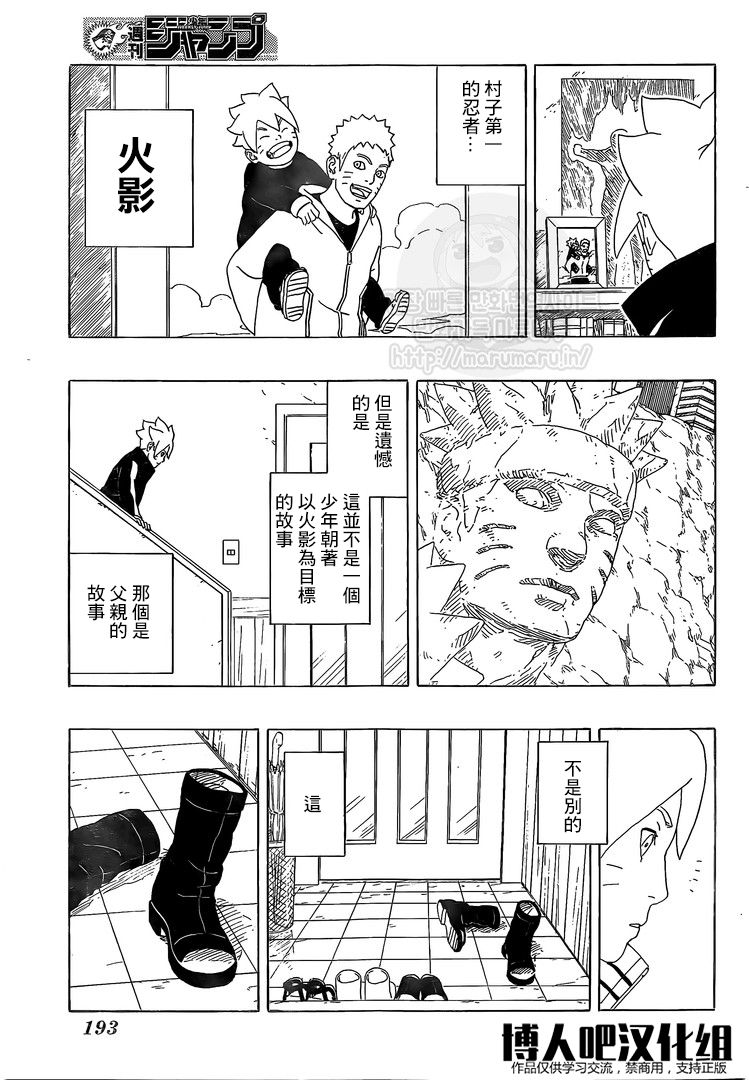 週刊少年ジャンプ
村子第一
的忍者…
火影
http://marumaru.in/
但是遺憾
的是
這並不是一個
少年朝著
以火影為目標
的故事
那個是
父親的
故事
不是別的
這
193
博人吧汉化组
作品仅供学习交流，禁商用，支持正版